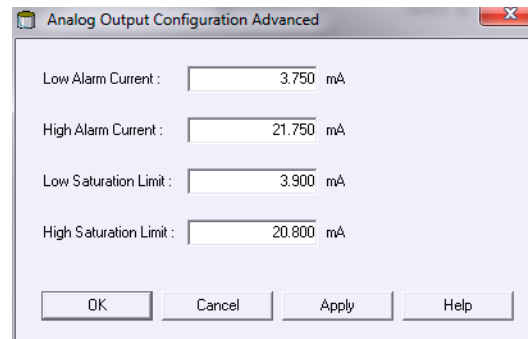 Analog Output Configuration Advanced
Low Alarm Current : 3.750 mA
High Alarm Current : 21.750 mA
Low Saturation Limit : 3.900 mA
High Saturation Limit : 20.800 mA
OK Cancel Apply Help